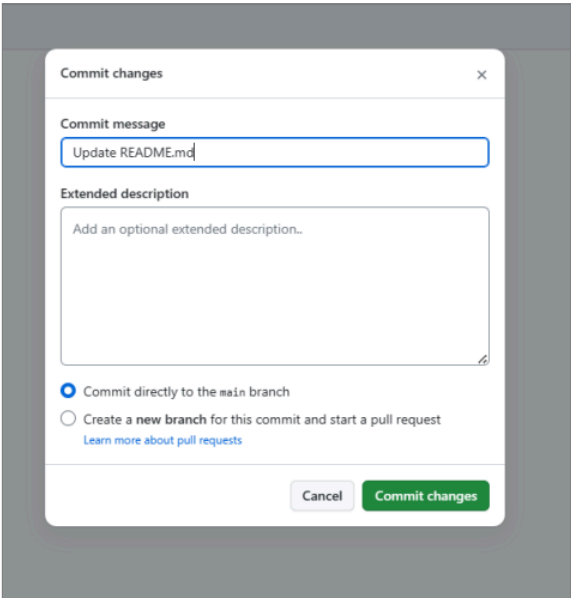 Commit changes
Commit message
Update README.md
Extended description
Add an optional extended description..
Commit directly to the main branch
Create a new branch for this commit and start a pull request
Learn more about pull requests
Cancel
Commit changes